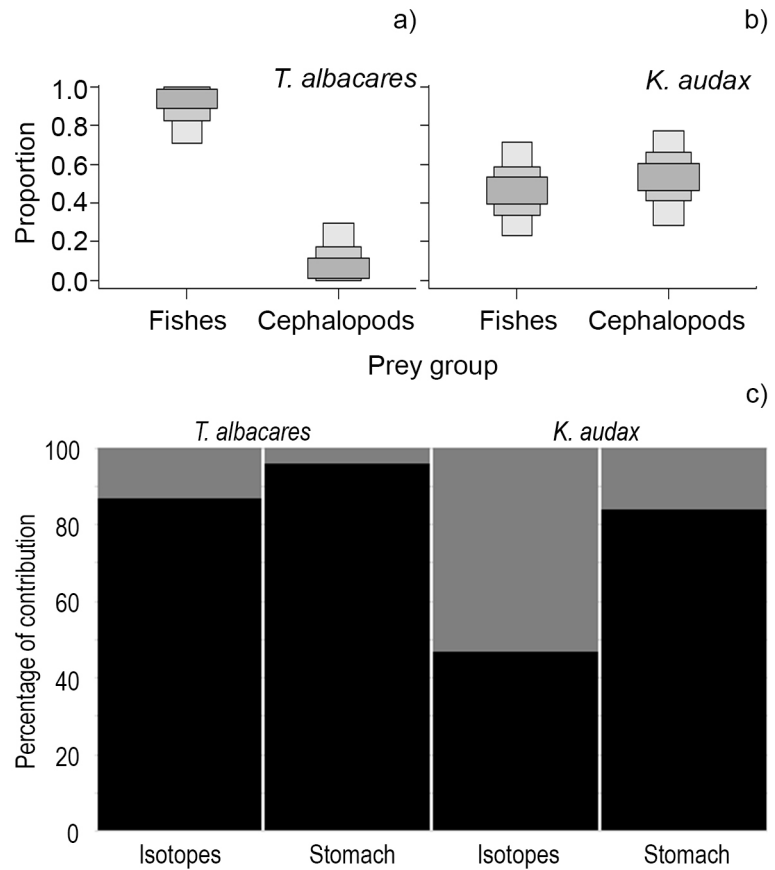 a)
b)
T. albacares
K. audax
1.0
0.8
0.6
0.4
0.2
0.0
Proportion
Fishes
Cephalopods
Fishes
Cephalopods
Prey group
c)
T. albacares
K. audax
100
80
60
40
20
0
Percentage of contribution
Isotopes
Stomach
Isotopes
Stomach